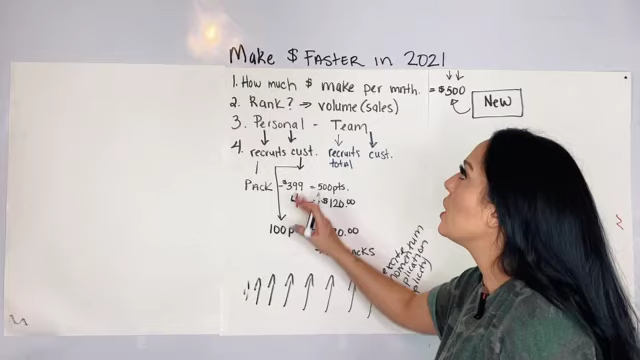 Make $ FASTER in 2021
1. How much $ make per mnth. = $500
New
2. Rank? ⇒ volume (sales)
3. Personal - Team
4. recruits cust. recruits cust.
total
PACK - $399 = 500pts.
$120.00
100